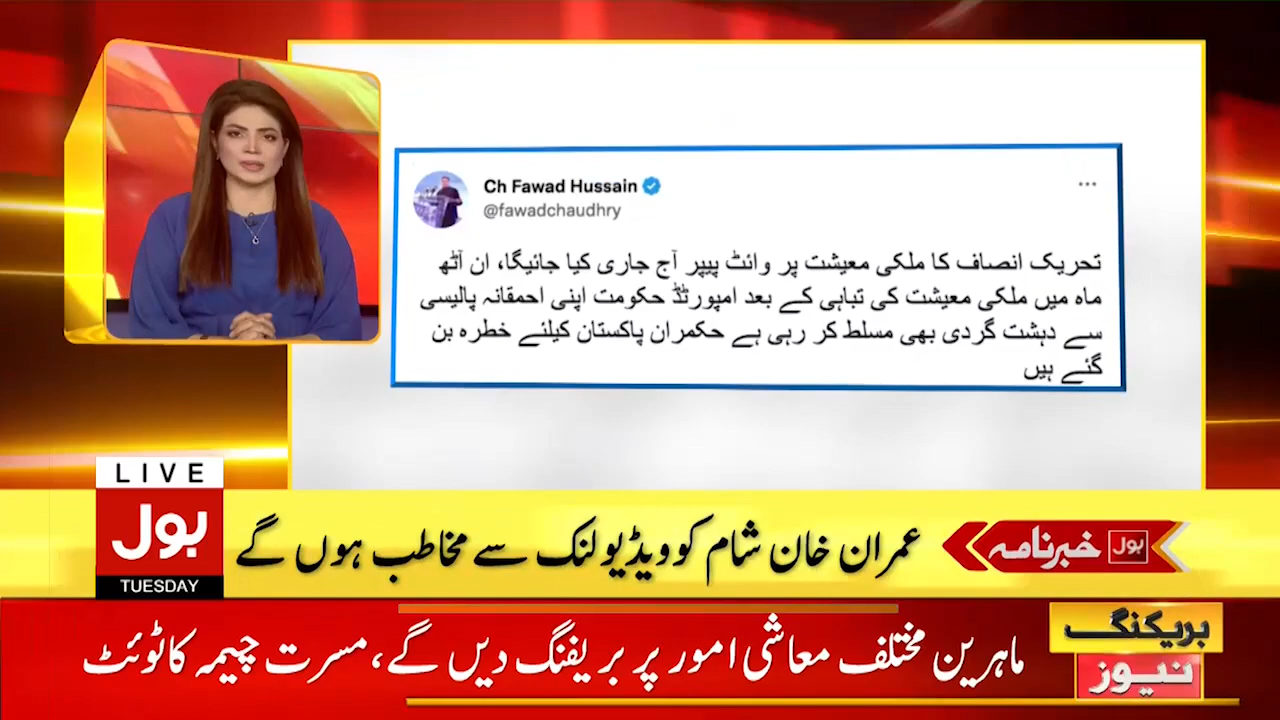 Ch Fawad Hussain
@fawadchaudhry
تحریک انصاف کا ملکی معیشت پر وائٹ پیپر آج جاری کیا جائیگا، ان آٹھ
ماہ میں ملکی معیشت کی تباہی کے بعد امپورٹڈ حکومت اپنی احمقانہ پالیسی
سے دہشت گردی بھی مسلط کر رہی ہے حکمران پاکستان کیلئے خطرہ بن
گئے ہیں
LIVE
بول
TUESDAY
بول خبرنامہ
عمران خان شام کو ویڈیو لنک سے مخاطب ہوں گے
بریکنگ
نیوز
ماہرین مختلف معاشی امور پر بریفنگ دیں گے، مسرت چیمہ کا ٹوئٹ